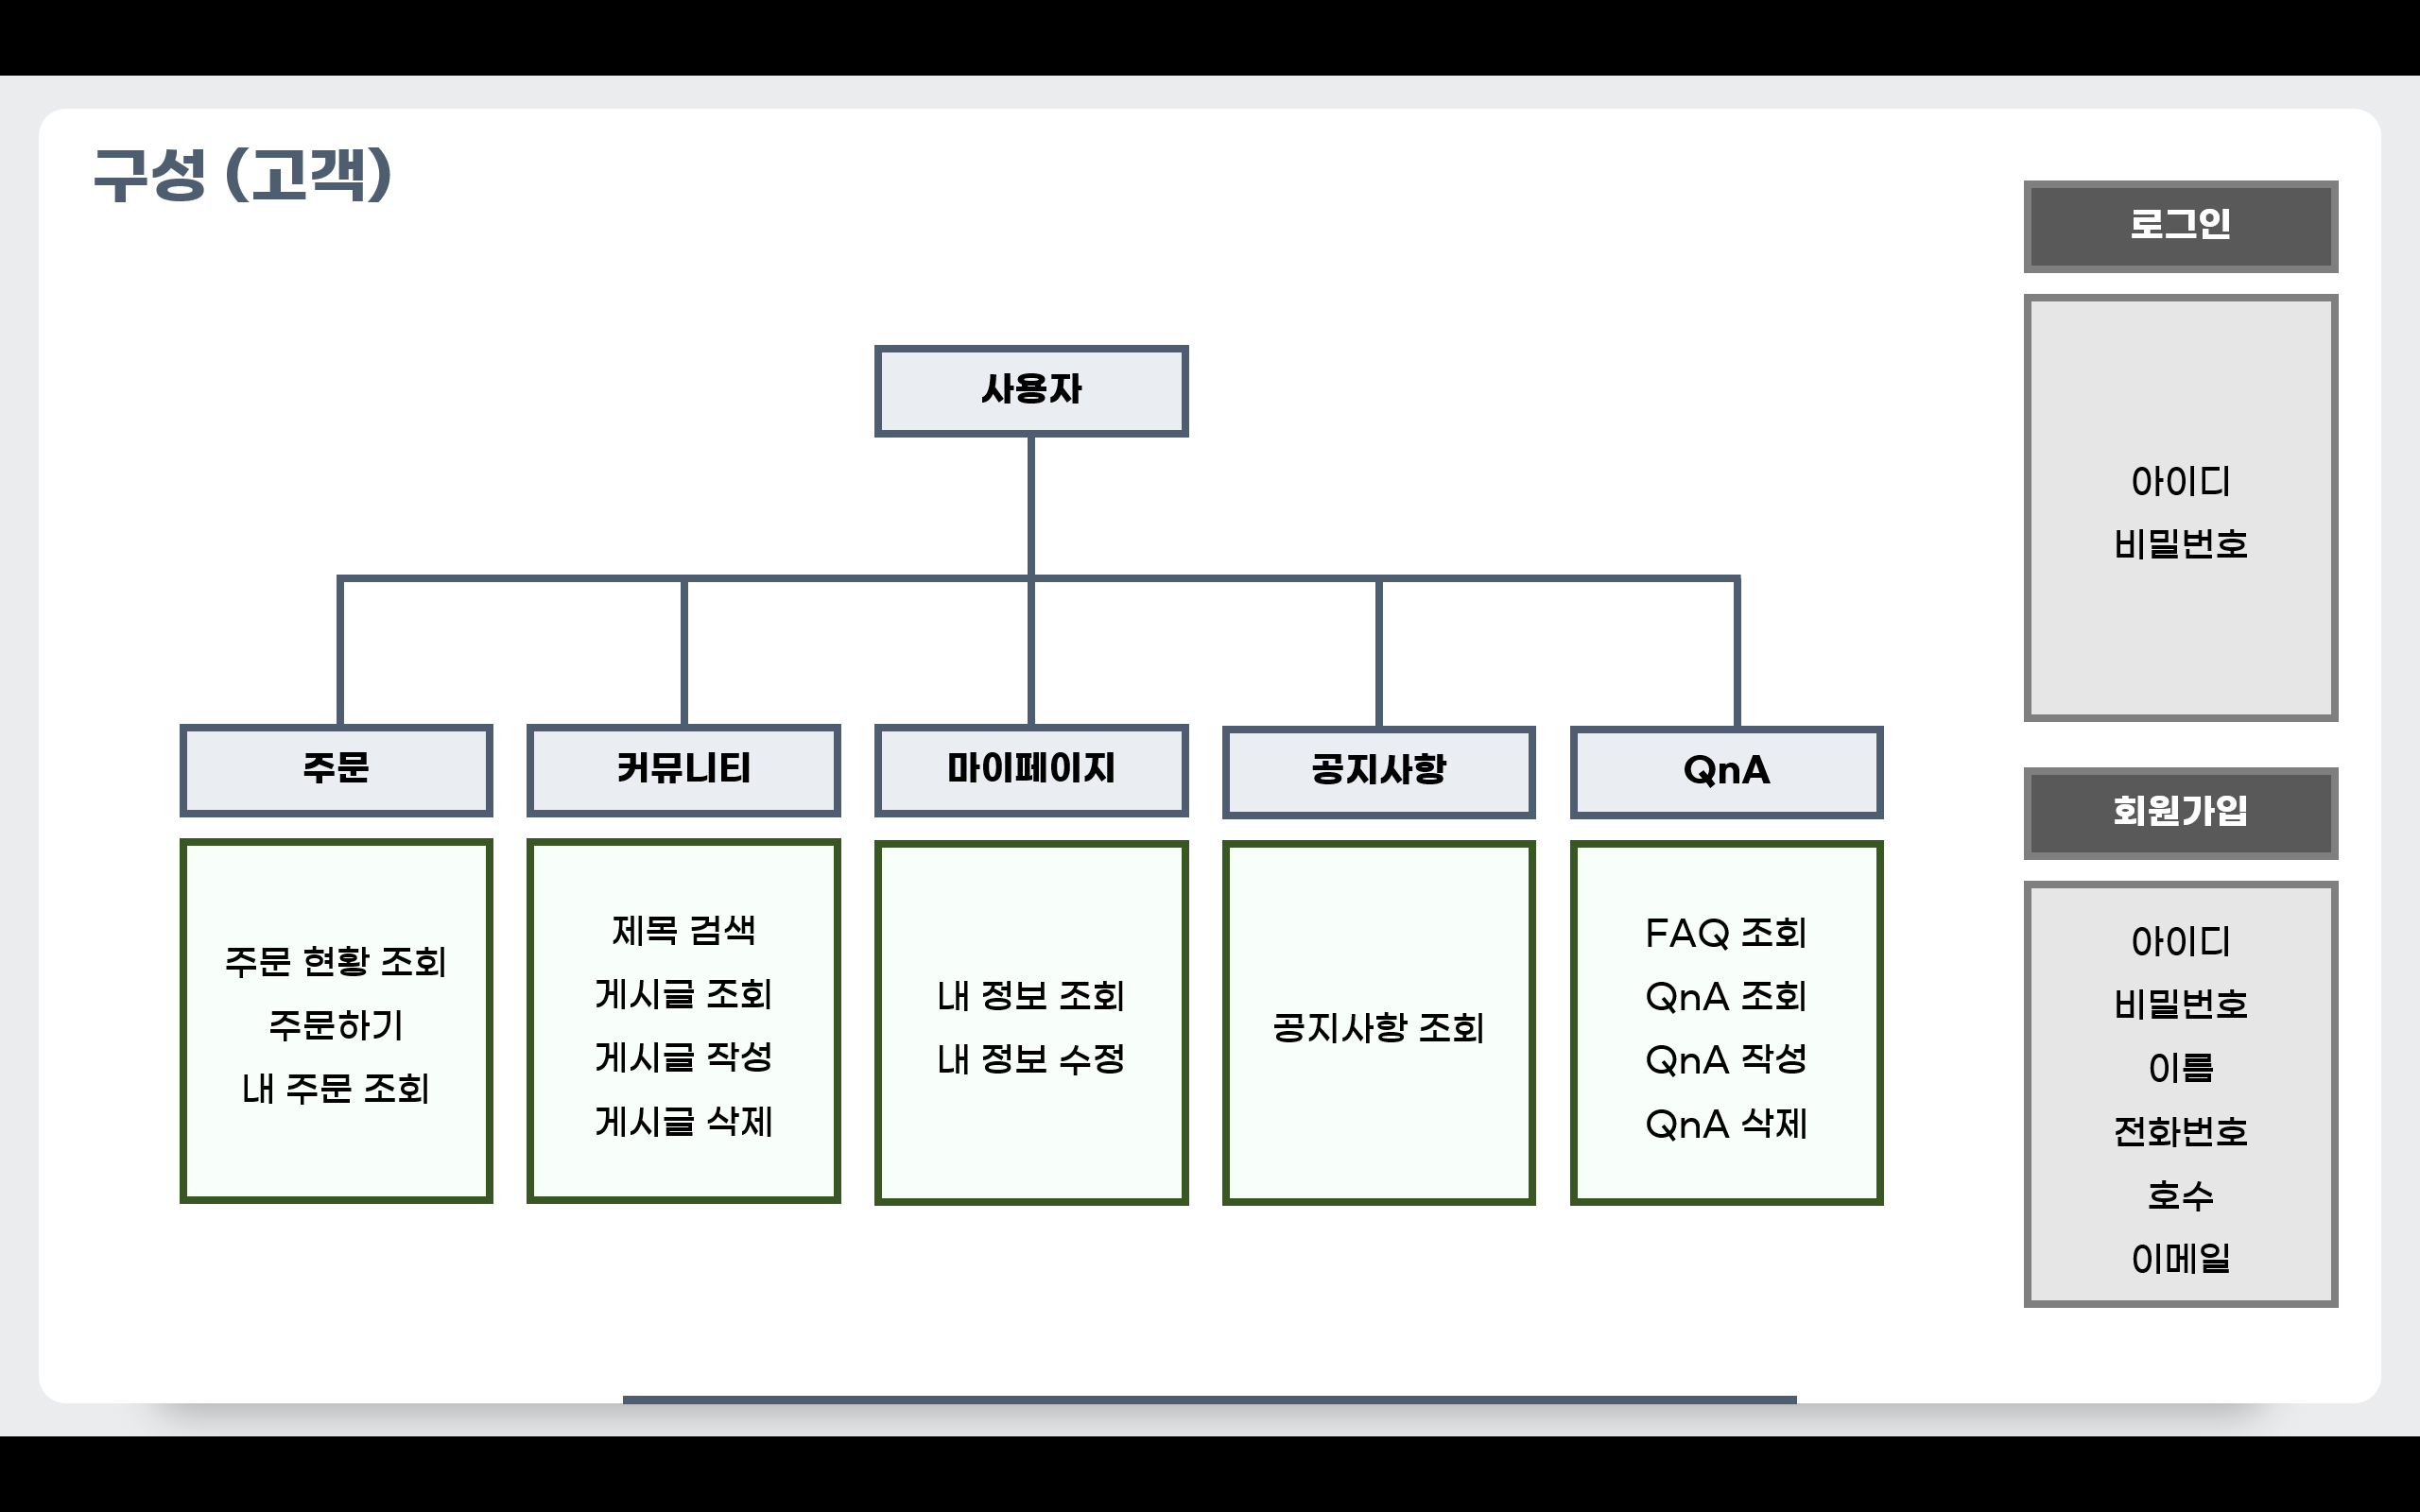 구성 (고객)
사용자
주문
주문 현황 조회
주문하기
내 주문 조회
커뮤니티
제목 검색
게시글 조회
게시글 작성
게시글 삭제
마이페이지
내 정보 조회
내 정보 수정
공지사항
공지사항 조회
QnA
FAQ 조회
QnA 조회
QnA 작성
QnA 삭제
로그인
아이디
비밀번호
회원가입
아이디
비밀번호
이름
전화번호
호수
이메일